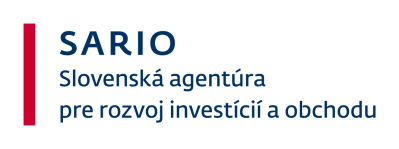 SARIO
Slovenská agentúra
pre rozvoj investícií a obchodu